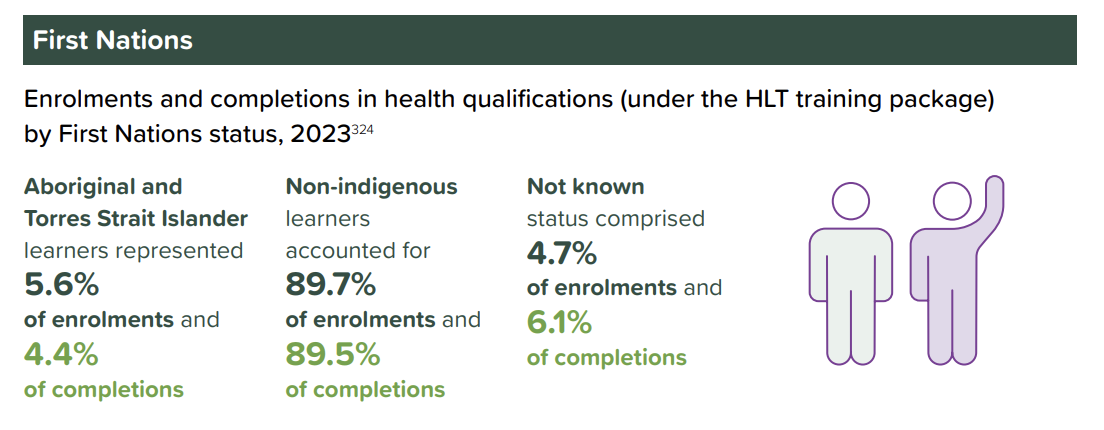 First Nations
Enrolments and completions in health qualifications (under the HLT training package)
by First Nations status, 2023³²⁴
Aboriginal and
Torres Strait Islander
learners represented
5.6%
of enrolments and
4.4%
of completions
Non-indigenous
learners
accounted for
89.7%
of enrolments and
89.5%
of completions
Not known
status comprised
4.7%
of enrolments and
6.1%
of completions